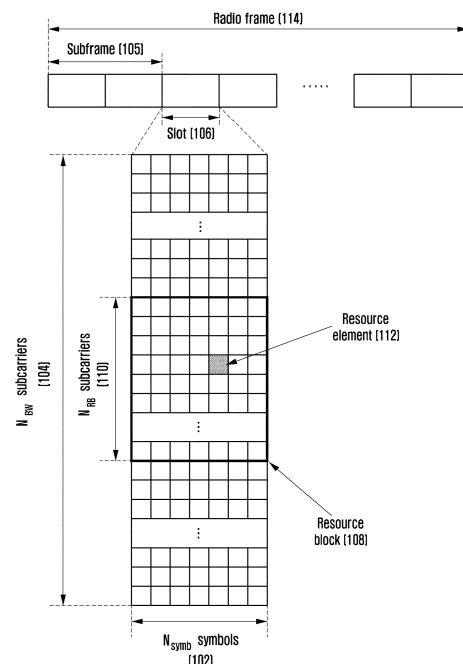 Radio frame (114)
Subframe (105)
.....
Slot (106)
...
N_BW subcarriers
(104)
N_RB subcarriers
(110)
Resource
element (112)
...
Resource
block (108)
...
N_symb symbols
(102)